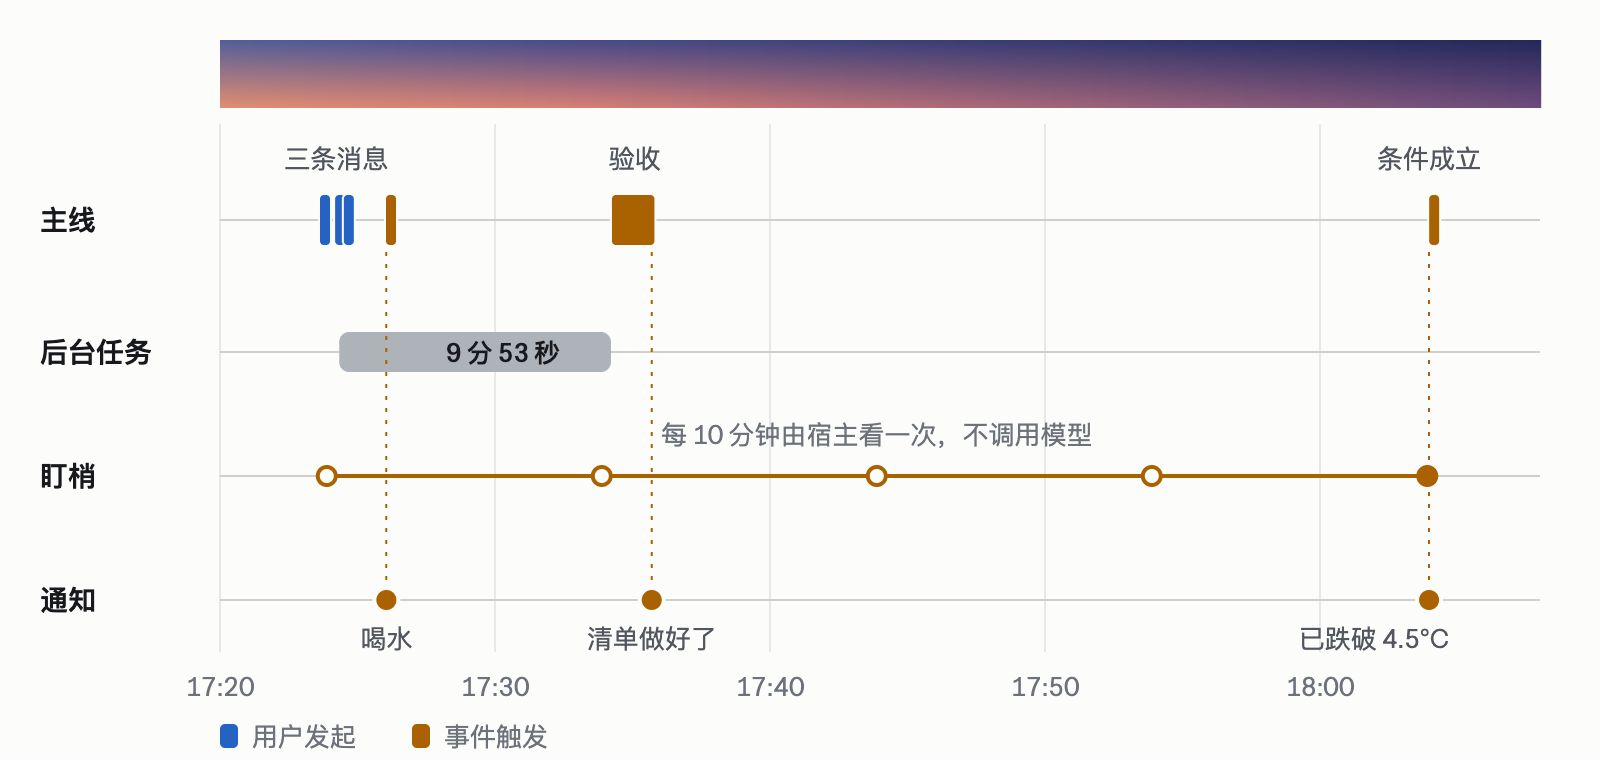 三条消息
验收
条件成立
主线
后台任务
9 分 53 秒
每 10 分钟由宿主看一次，不调用模型
盯梢
通知
喝水
清单做好了
已跌破 4.5°C
17:20
17:30
17:40
17:50
18:00
用户发起
事件触发